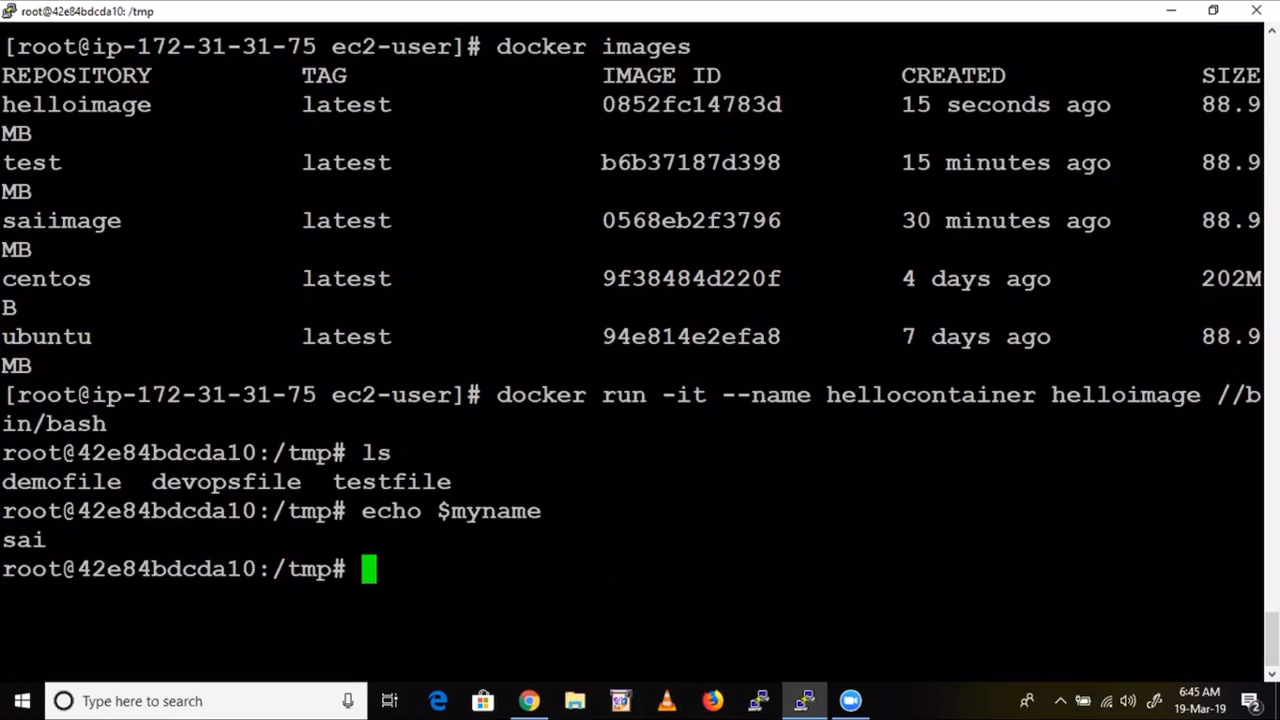 root@42e84bdcda10: /tmp
[root@ip-172-31-31-75 ec2-user]# docker images
REPOSITORY TAG IMAGE ID CREATED SIZE
helloimage latest 0852fc14783d 15 seconds ago 88.9
MB
test latest b6b37187d398 15 minutes ago 88.9
MB
saiimage latest 0568eb2f3796 30 minutes ago 88.9
MB
centos latest 9f38484d220f 4 days ago 202M
B
ubuntu latest 94e814e2efa8 7 days ago 88.9
MB
[root@ip-172-31-31-75 ec2-user]# docker run -it --name hellocontainer helloimage //b
in/bash
root@42e84bdcda10:/tmp# ls
demofile devopsfile testfile
root@42e84bdcda10:/tmp# echo $myname
sai
root@42e84bdcda10:/tmp#
Type here to search
6:45 AM
19-Mar-19
2